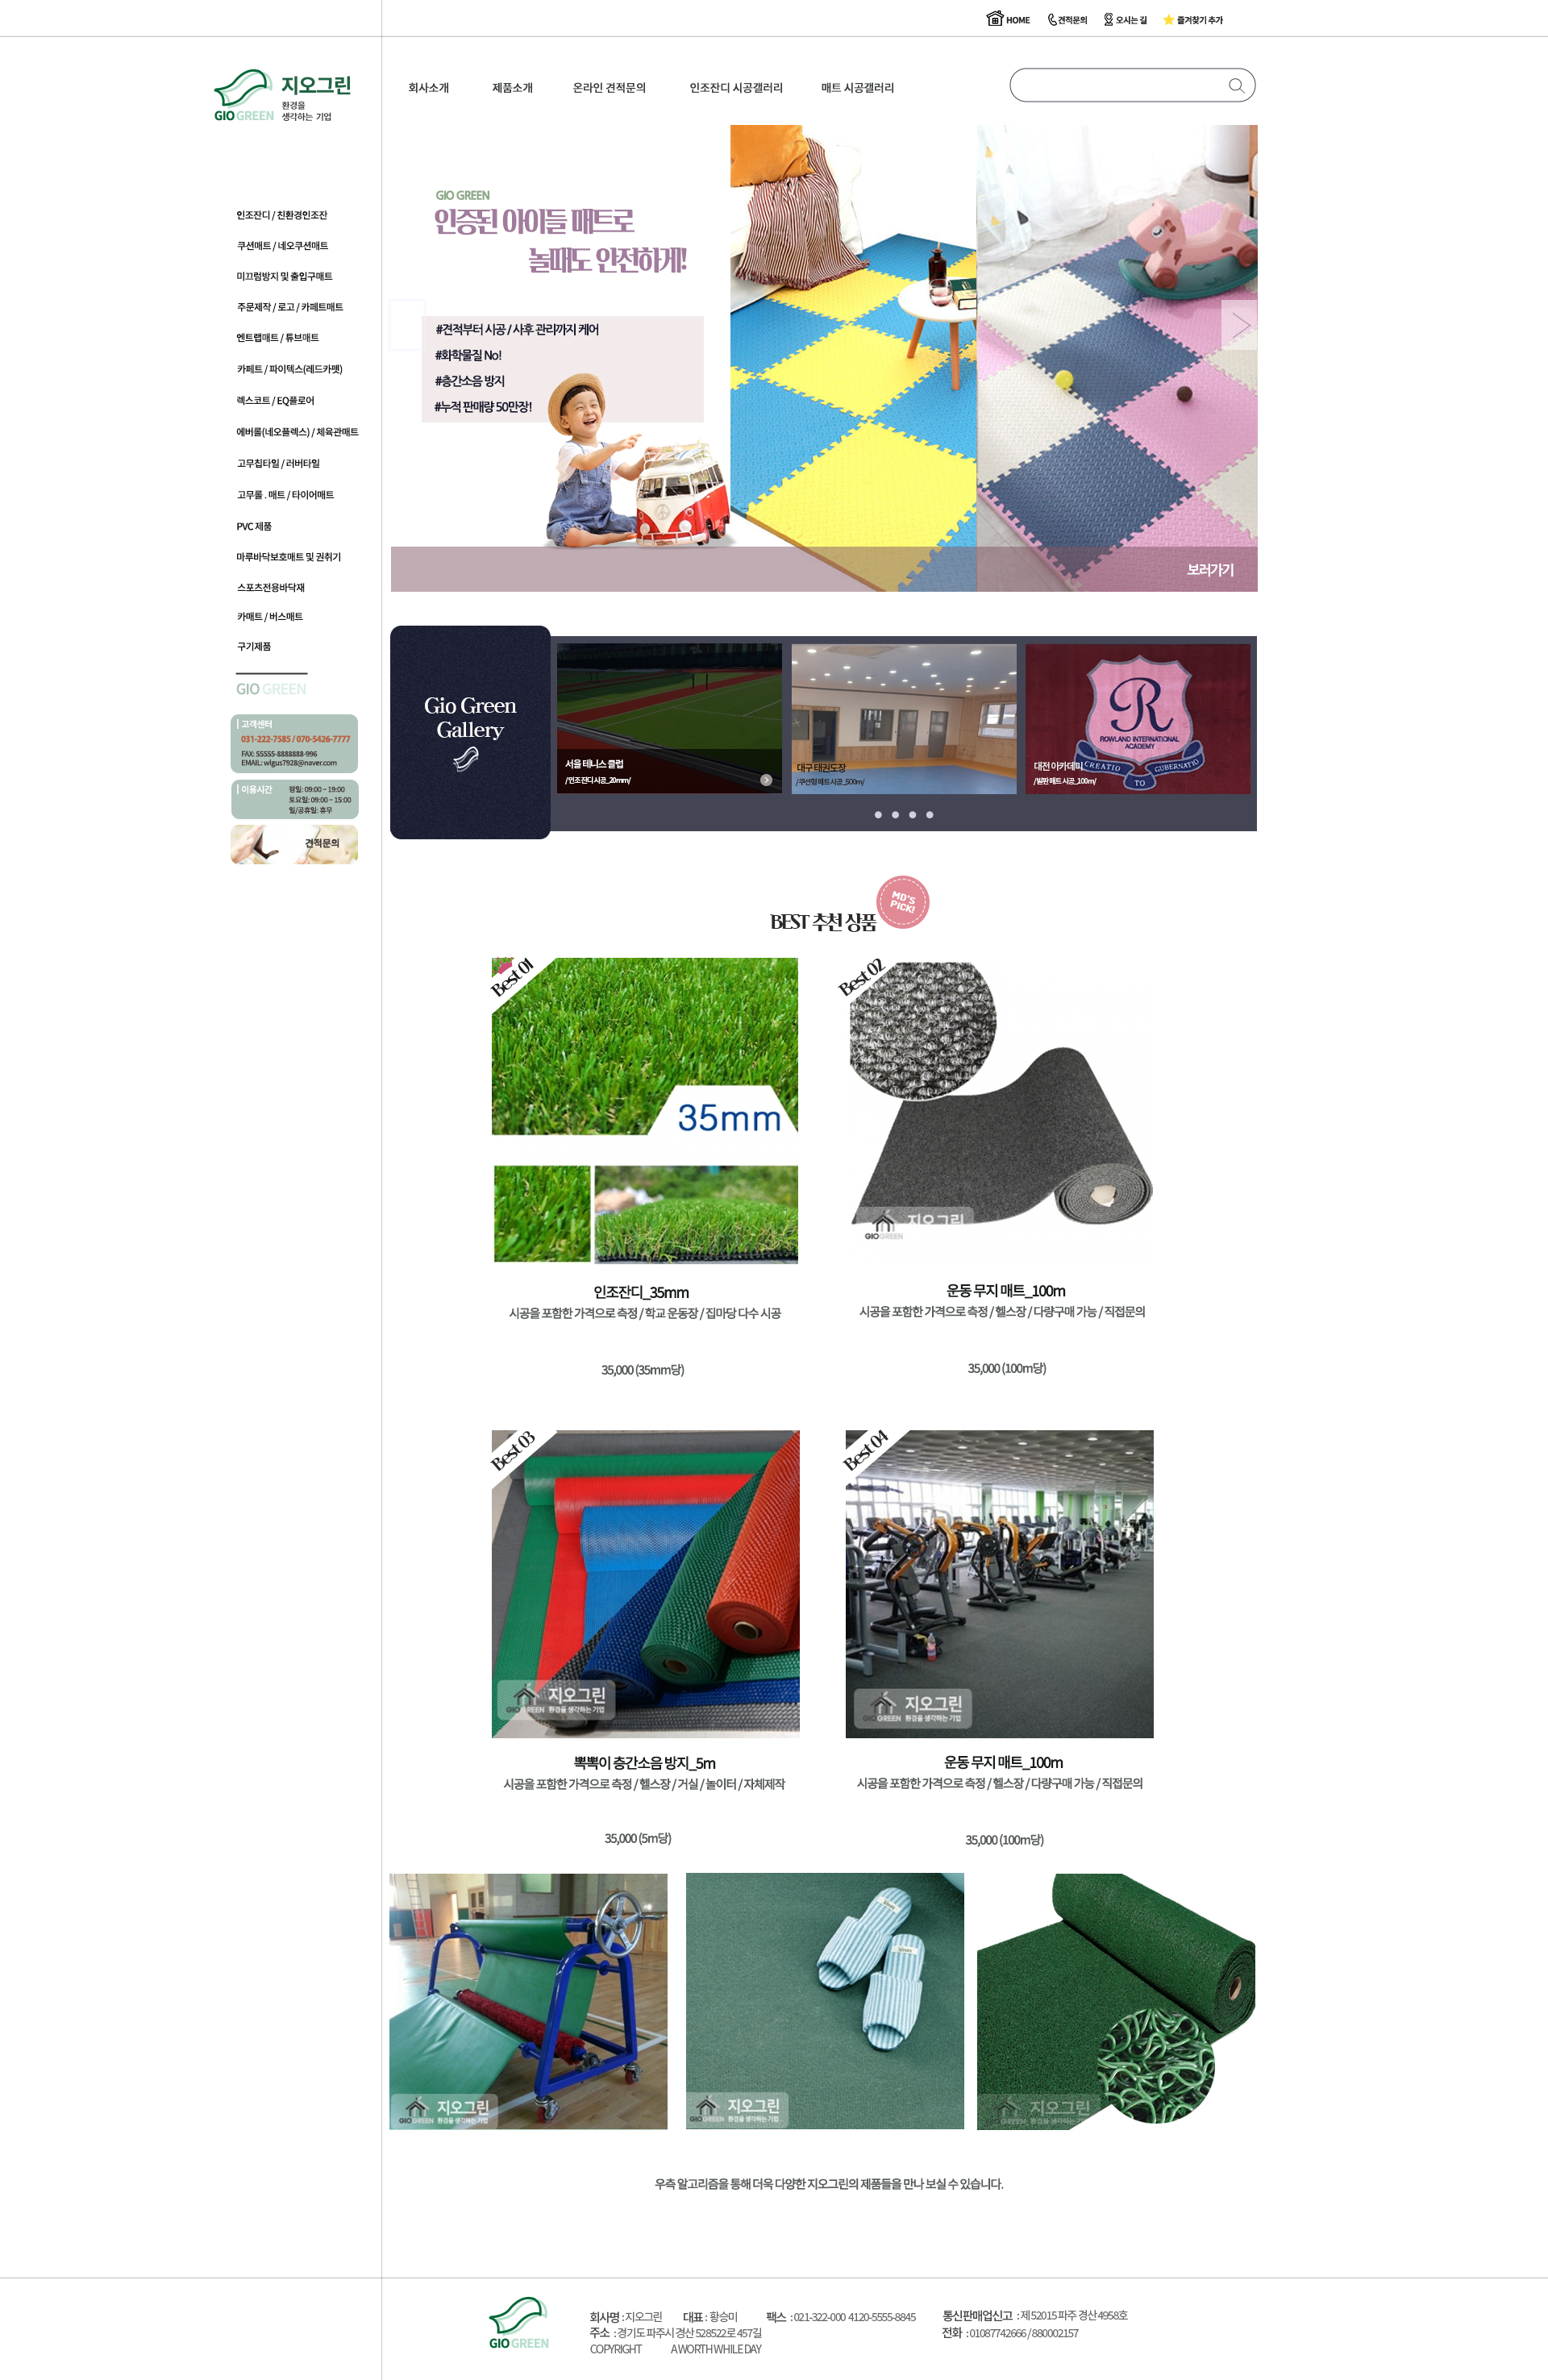 HOME 견적문의 오시는 길 즐겨찾기 추가
지오그린
환경을
생각하는 기업
GIO GREEN
회사소개 제품소개 온라인 견적문의 인조잔디 시공갤러리 매트 시공갤러리
인조잔디 / 친환경인조잔
쿠션매트 / 네오쿠션매트
미끄럼방지 및 출입구매트
주문제작 / 로고 / 카페트매트
엔트랩매트 / 튜브매트
카페트 / 파이텍스(레드카펫)
렉스코트 / EQ플로어
에버롤(네오플렉스) / 체육관매트
고무칩타일 / 러버타일
고무롤 . 매트 / 타이어매트
PVC 제품
마루바닥보호매트 및 권취기
스포츠전용바닥재
카매트 / 버스매트
구기제품
GIO GREEN
고객센터
031-222-7585 / 070-5426-7777
FAX: 55555-8888888-996
EMAIL: wlgus7928@naver.com
이용시간
평일: 09:00 ~ 19:00
토요일: 09:00 ~ 15:00
일/공휴일: 휴무
견적문의
GIO GREEN
인증된 아이들 매트로
놀때도 안전하게!
#견적부터 시공 / 사후 관리까지 케어
#화학물질 No!
#층간소음 방지
#누적 판매량 50만장!
보러가기
Gio Green
Gallery
서울 테니스 클럽
/인조잔디 시공_20mm/
대구 태권도장
/쿠션형 매트 시공_500m/
R
ROWLAND INTERNATIONAL
ACADEMY
CREATIO TO GUBERNATIO
대전 아카데미
/발판 매트 시공_100m/
BEST 추천 상품
MD'S
PICK!
Best 01
35mm
인조잔디_35mm
시공을 포함한 가격으로 측정 / 학교 운동장 / 집마당 다수 시공
35,000 (35mm당)
Best 02
지오그린
GIO GREEN
운동 무지 매트_100m
시공을 포함한 가격으로 측정 / 헬스장 / 다량구매 가능 / 직접문의
35,000 (100m당)
Best 03
지오그린
GIO GREEN 환경을 생각하는 기업
뽁뽁이 층간소음 방지_5m
시공을 포함한 가격으로 측정 / 헬스장 / 거실 / 놀이터 / 자체제작
35,000 (5m당)
Best 04
지오그린
GIO GREEN 환경을 생각하는 기업
운동 무지 매트_100m
시공을 포함한 가격으로 측정 / 헬스장 / 다량구매 가능 / 직접문의
35,000 (100m당)
지오그린
GIO GREEN 환경을 생각하는 기업
지오그린
GIO GREEN 환경을 생각하는 기업
지오그린
GIO GREEN 환경을 생각하는 기업
우측 알고리즘을 통해 더욱 다양한 지오그린의 제품들을 만나 보실 수 있습니다.
GIO GREEN
회사명 : 지오그린 대표 : 황승미 팩스 : 021-322-000 4120-5555-8845 통신판매업신고 : 제 52015 파주 경산 4958호
주소 : 경기도 파주시 경산 528522로 457길 전화 : 01087742666 / 880002157
COPYRIGHT A WORTH WHILE DAY